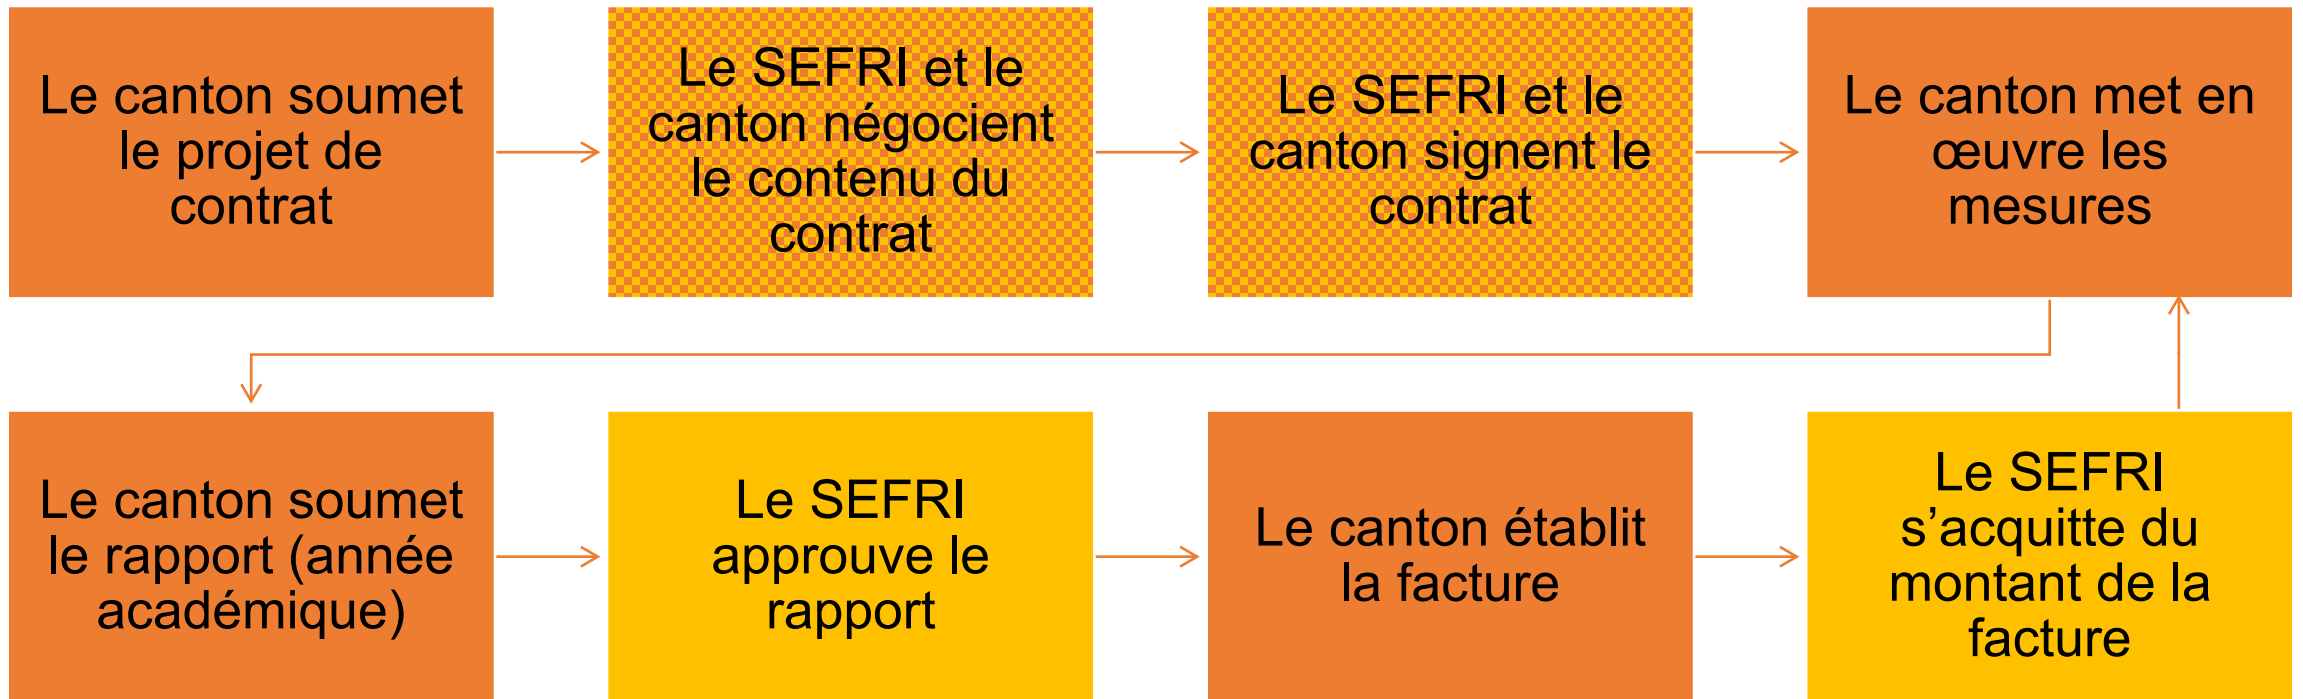 Le canton soumet
le projet de
contrat
Le SEFRI et le
canton négocient
le contenu du
contrat
Le SEFRI et le
canton signent le
contrat
Le canton met en
œuvre les
mesures
Le canton soumet
le rapport (année
académique)
Le SEFRI
approuve le
rapport
Le canton établit
la facture
Le SEFRI
s’acquitte du
montant de la
facture